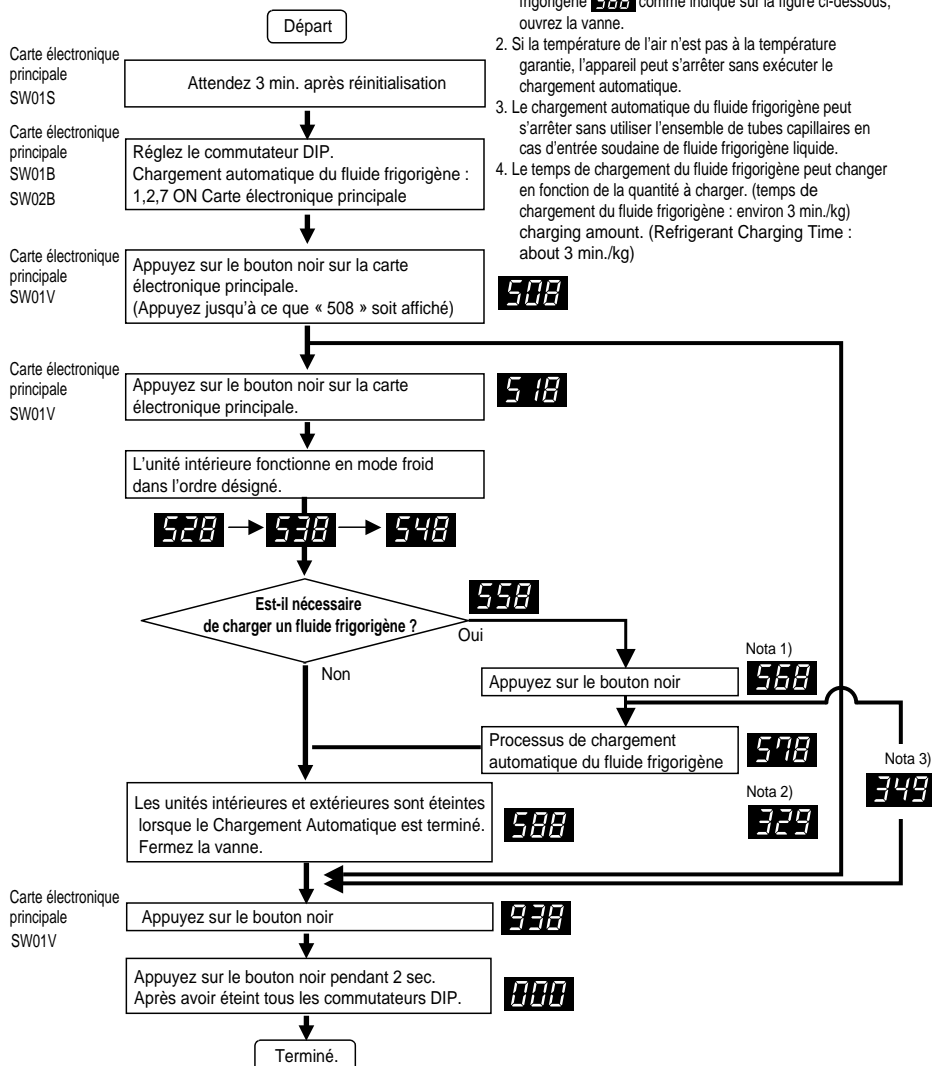 frigorigène 568 comme indiqué sur la figure ci-dessous,
ouvrez la vanne.
2. Si la température de l'air n'est pas à la température
garantie, l'appareil peut s'arrêter sans exécuter le
chargement automatique.
3. Le chargement automatique du fluide frigorigène peut
s'arrêter sans utiliser l'ensemble de tubes capillaires en
cas d'entrée soudaine de fluide frigorigène liquide.
4. Le temps de chargement du fluide frigorigène peut changer
en fonction de la quantité à charger. (temps de
chargement du fluide frigorigène : environ 3 min./kg)
charging amount. (Refrigerant Charging Time :
about 3 min./kg)
Départ
Carte électronique
principale
SW01S
Attendez 3 min. après réinitialisation
Carte électronique
principale
SW01B
SW02B
Réglez le commutateur DIP.
Chargement automatique du fluide frigorigène :
1,2,7 ON Carte électronique principale
Carte électronique
principale
SW01V
Appuyez sur le bouton noir sur la carte
électronique principale.
(Appuyez jusqu'à ce que « 508 » soit affiché)
508
Carte électronique
principale
SW01V
Appuyez sur le bouton noir sur la carte
électronique principale.
518
L'unité intérieure fonctionne en mode froid
dans l'ordre désigné.
528 538 548
Est-il nécessaire
de charger un fluide frigorigène ?
558
Oui
Non
Appuyez sur le bouton noir
Nota 1)
568
Processus de chargement
automatique du fluide frigorigène
578
Nota 2)
329
Nota 3)
349
Les unités intérieures et extérieures sont éteintes
lorsque le Chargement Automatique est terminé.
Fermez la vanne.
588
Carte électronique
principale
SW01V
Appuyez sur le bouton noir
938
Appuyez sur le bouton noir pendant 2 sec.
Après avoir éteint tous les commutateurs DIP.
000
Terminé.